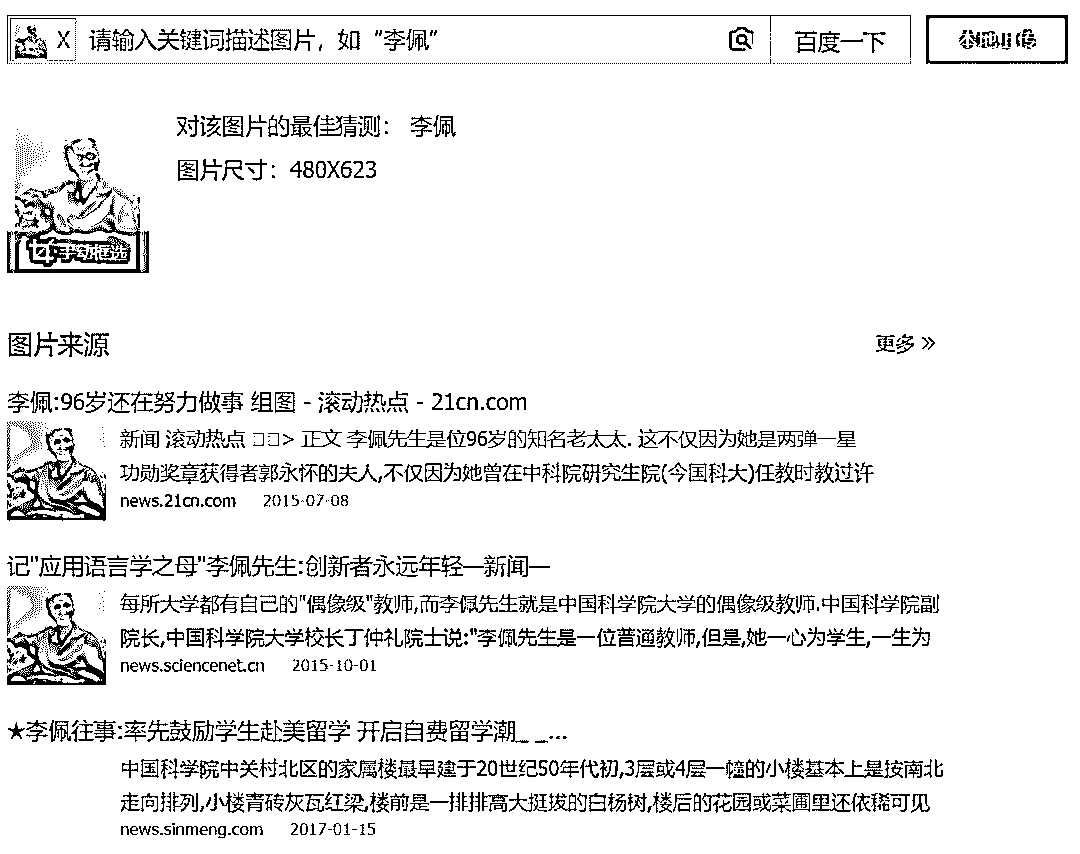 X 请输入关键词描述图片，如“李佩” 百度一下 本地上传
对该图片的最佳猜测： 李佩
图片尺寸：480X623
手动框选
图片来源 更多 »
李佩:96岁还在努力做事 组图 - 滚动热点 - 21cn.com
新闻 滚动热点 □□> 正文 李佩先生是位96岁的知名老太太. 这不仅因为她是两弹一星
功勋奖章获得者郭永怀的夫人,不仅因为她曾在中科院研究生院(今国科大)任教时教过许
news.21cn.com 2015-07-08
记"应用语言学之母"李佩先生:创新者永远年轻—新闻—
每所大学都有自己的"偶像级"教师,而李佩先生就是中国科学院大学的偶像级教师.中国科学院副
院长,中国科学院大学校长丁仲礼院士说:"李佩先生是一位普通教师,但是,她一心为学生,一生为
news.sciencenet.cn 2015-10-01
★李佩往事:率先鼓励学生赴美留学 开启自费留学潮_ _...
中国科学院中关村北区的家属楼最早建于20世纪50年代初,3层或4层一幢的小楼基本上是按南北
走向排列,小楼青砖灰瓦红梁,楼前是一排排高大挺拔的白杨树,楼后的花园或菜圃里还依稀可见
news.sinmeng.com 2017-01-15